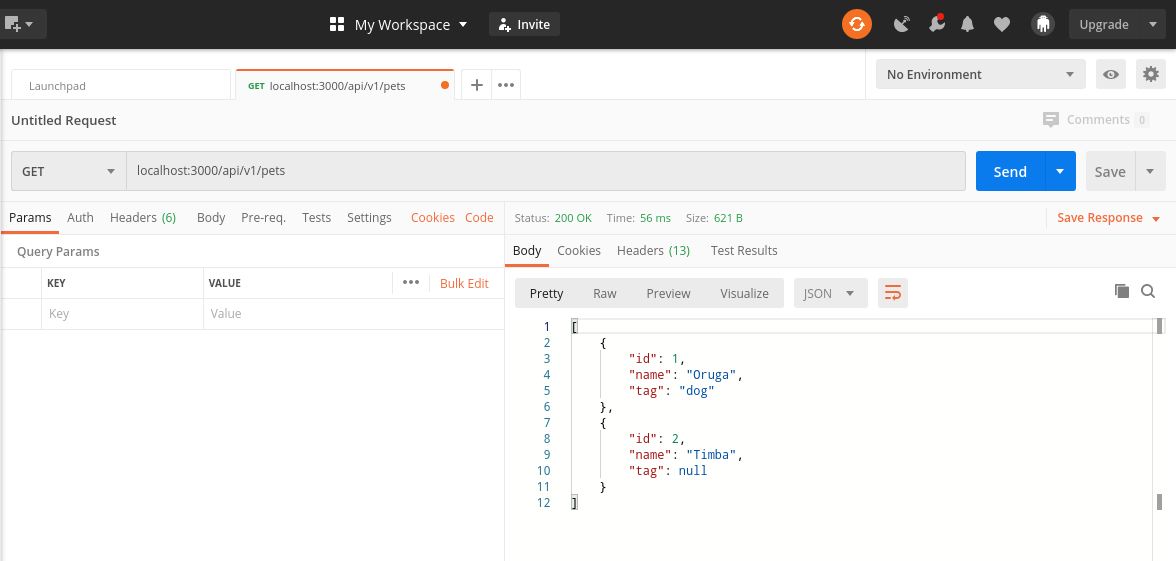 My Workspace Invite Upgrade
Launchpad GET localhost:3000/api/v1/pets No Environment
Untitled Request Comments 0
GET localhost:3000/api/v1/pets Send Save
Params Auth Headers (6) Body Pre-req. Tests Settings Cookies Code
Status: 200 OK Time: 56 ms Size: 621 B Save Response
Query Params
KEY VALUE Bulk Edit
Key Value
Body Cookies Headers (13) Test Results
Pretty Raw Preview Visualize JSON
1 [
2 {
3 "id": 1,
4 "name": "Oruga",
5 "tag": "dog"
6 },
7 {
8 "id": 2,
9 "name": "Timba",
10 "tag": null
11 }
12 ]